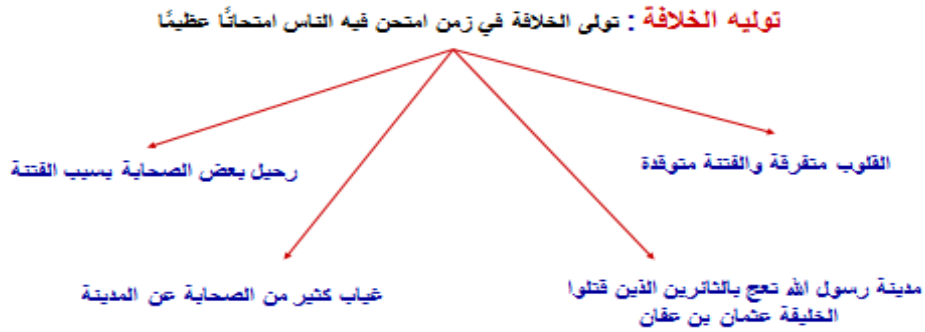 توليه الخلافة : تولى الخلافة في زمن امتحن فيه الناس امتحانًا عظيمًا
القلوب متفرقة والفتنة متوقدة
رحيل بعض الصحابة بسبب الفتنة
مدينة رسول الله تعج بالثائرين الذين قتلوا
الخليفة عثمان بن عفان
غياب كثير من الصحابة عن المدينة